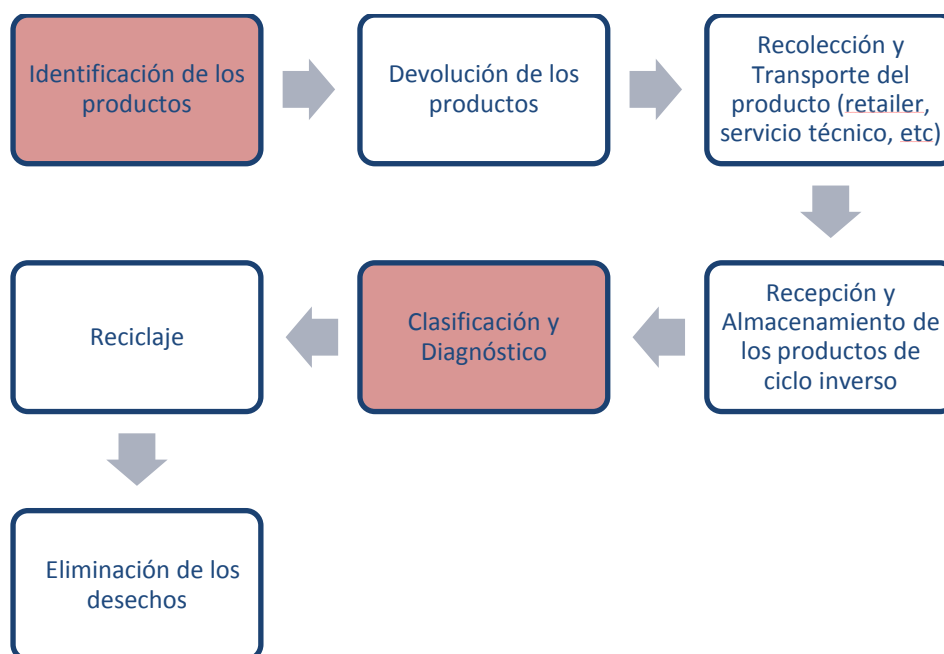 Identificación de los
productos
Devolución de los
productos
Recolección y
Transporte del
producto (retailer,
servicio técnico, etc)
Recepción y
Almacenamiento de
los productos de
ciclo inverso
Clasificación y
Diagnóstico
Reciclaje
Eliminación de los
desechos